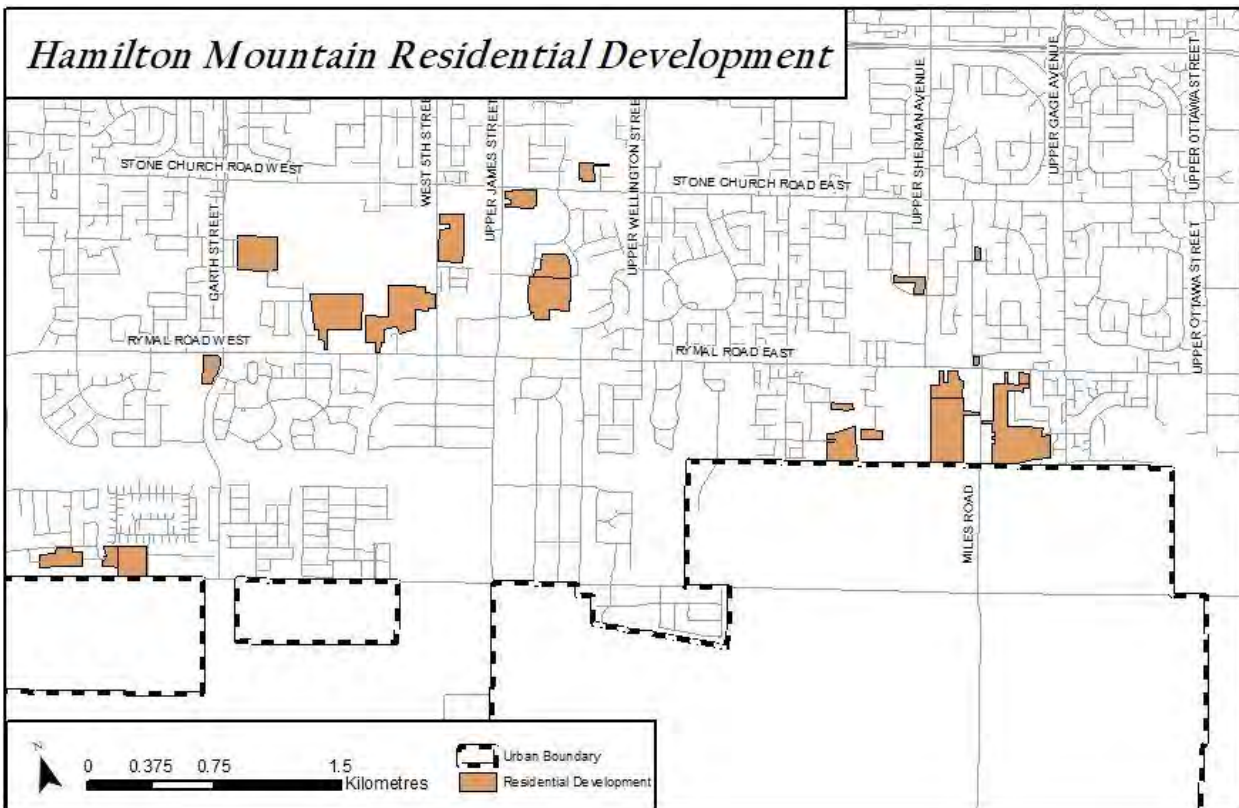 Hamilton Mountain Residential Development
UPPER SHERMAN AVENUE
UPPER GAGE AVENUE
UPPER OTTAWA STREET
WEST 5TH STREE
UPPER JAMES STREET
UPPER WELLINGTON STREE
STONE CHURCH ROAD WEST
STONE CHURCH ROAD EAST
GARTH STREET
UPPER OTTAWA STREET
RYMAL ROAD WEST
RYMAL ROAD EAST
MILES ROAD
N
0 0.375 0.75 1.5
Kilometres
Urban Boundary
Residential Development